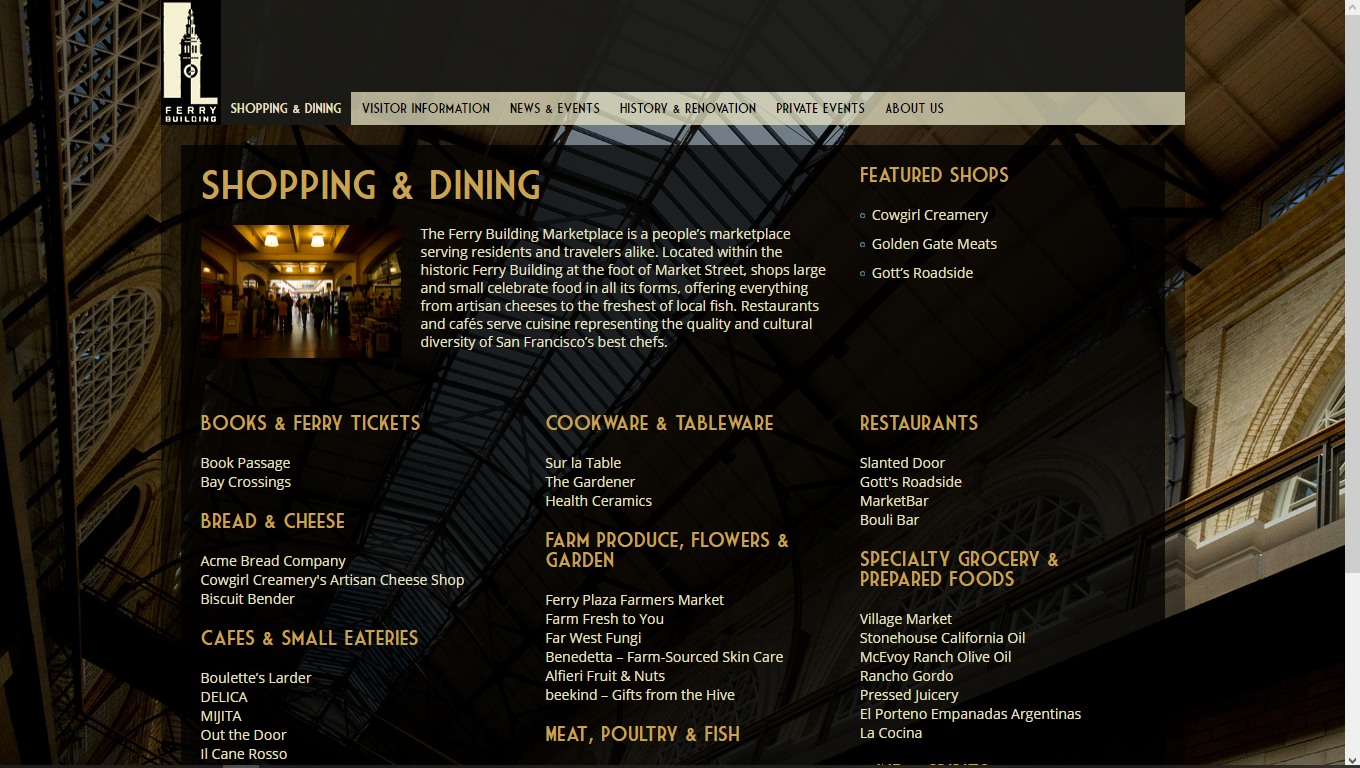 FERRY
BUILDING
SHOPPING & DINING
VISITOR INFORMATION
NEWS & EVENTS
HISTORY & RENOVATION
PRIVATE EVENTS
ABOUT US
SHOPPING & DINING
The Ferry Building Marketplace is a people’s marketplace
serving residents and travelers alike. Located within the
historic Ferry Building at the foot of Market Street, shops large
and small celebrate food in all its forms, offering everything
from artisan cheeses to the freshest of local fish. Restaurants
and cafés serve cuisine representing the quality and cultural
diversity of San Francisco’s best chefs.
FEATURED SHOPS
Cowgirl Creamery
Golden Gate Meats
Gott’s Roadside
BOOKS & FERRY TICKETS
Book Passage
Bay Crossings
BREAD & CHEESE
Acme Bread Company
Cowgirl Creamery's Artisan Cheese Shop
Biscuit Bender
CAFES & SMALL EATERIES
Boulette’s Larder
DELICA
MIJITA
Out the Door
Il Cane Rosso
COOKWARE & TABLEWARE
Sur la Table
The Gardener
Health Ceramics
FARM PRODUCE, FLOWERS &
GARDEN
Ferry Plaza Farmers Market
Farm Fresh to You
Far West Fungi
Benedetta – Farm-Sourced Skin Care
Alfieri Fruit & Nuts
beekind – Gifts from the Hive
MEAT, POULTRY & FISH
RESTAURANTS
Slanted Door
Gott's Roadside
MarketBar
Bouli Bar
SPECIALTY GROCERY &
PREPARED FOODS
Village Market
Stonehouse California Oil
McEvoy Ranch Olive Oil
Rancho Gordo
Pressed Juicery
El Porteno Empanadas Argentinas
La Cocina